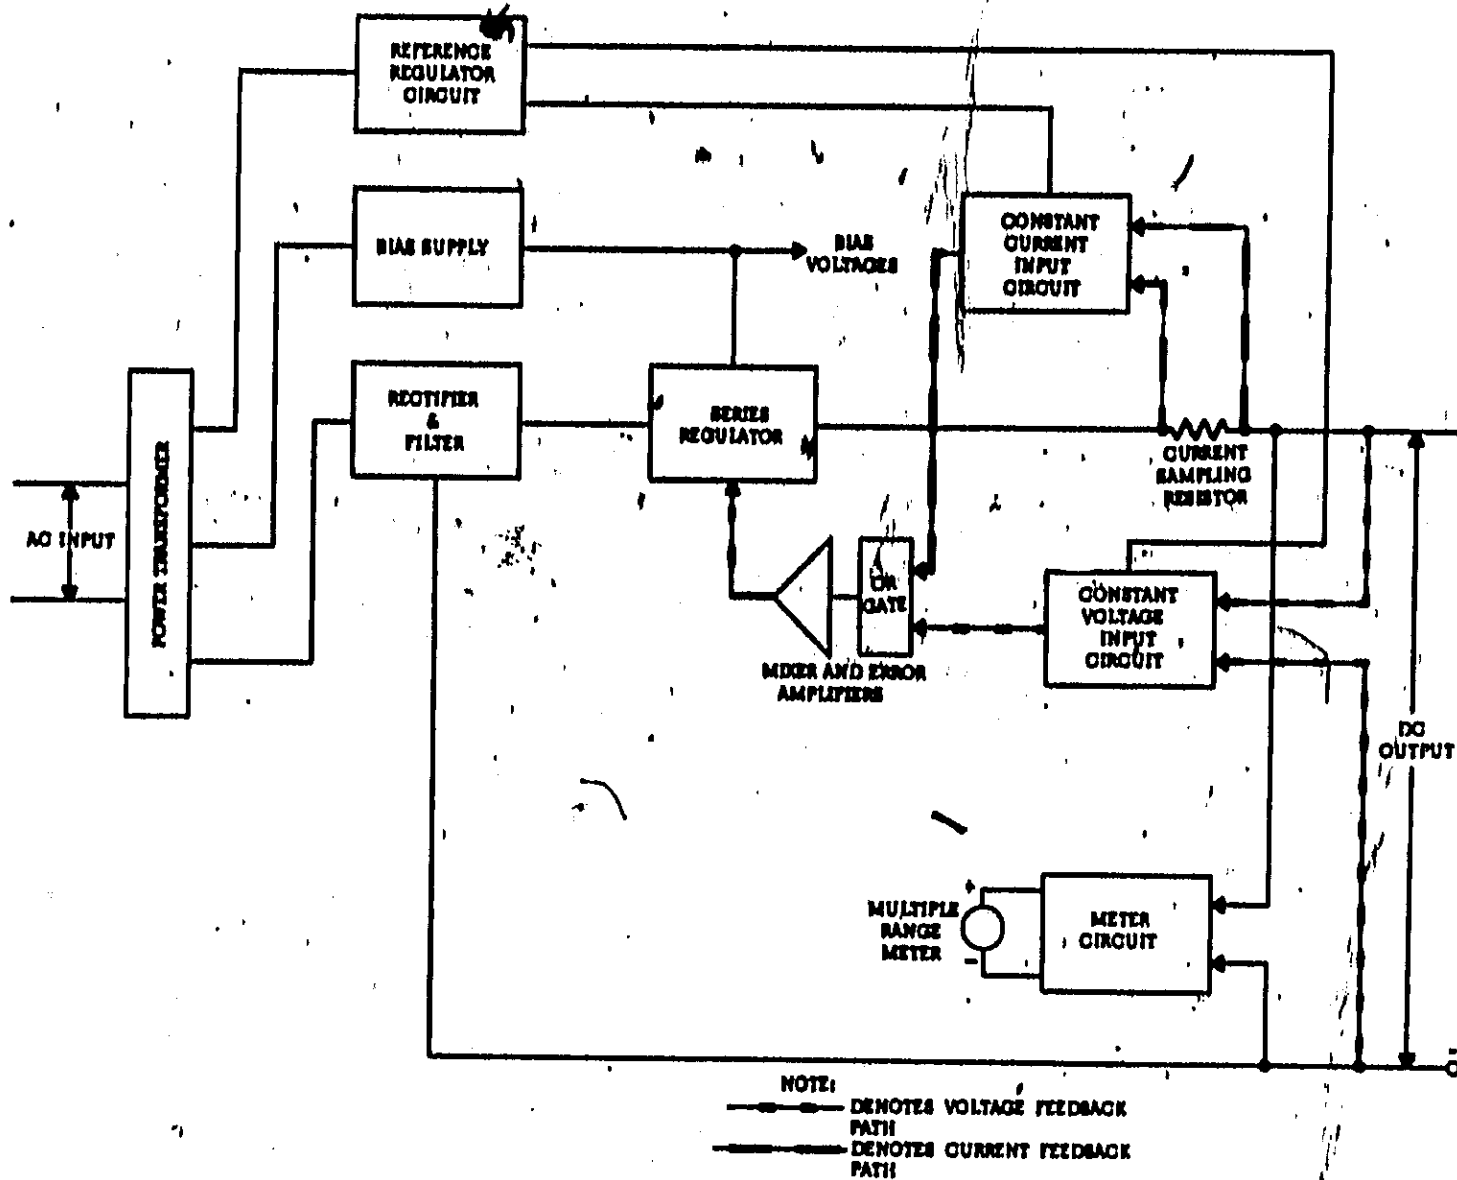 REFERENCE
REGULATOR
CIRCUIT
BIAS SUPPLY
BIAS
VOLTAGES
CONSTANT
CURRENT
INPUT
CIRCUIT
RECTIFIER
&
FILTER
SERIES
REGULATOR
CURRENT
SAMPLING
RESISTOR
POWER TRANSFORMER
AC INPUT
OR
GATE
MIXER AND ERROR
AMPLIFIERS
CONSTANT
VOLTAGE
INPUT
CIRCUIT
DC
OUTPUT
MULTIPLE
RANGE
METER
+
-
METER
CIRCUIT
-
NOTE:
DENOTES VOLTAGE FEEDBACK
PATH
DENOTES CURRENT FEEDBACK
PATH